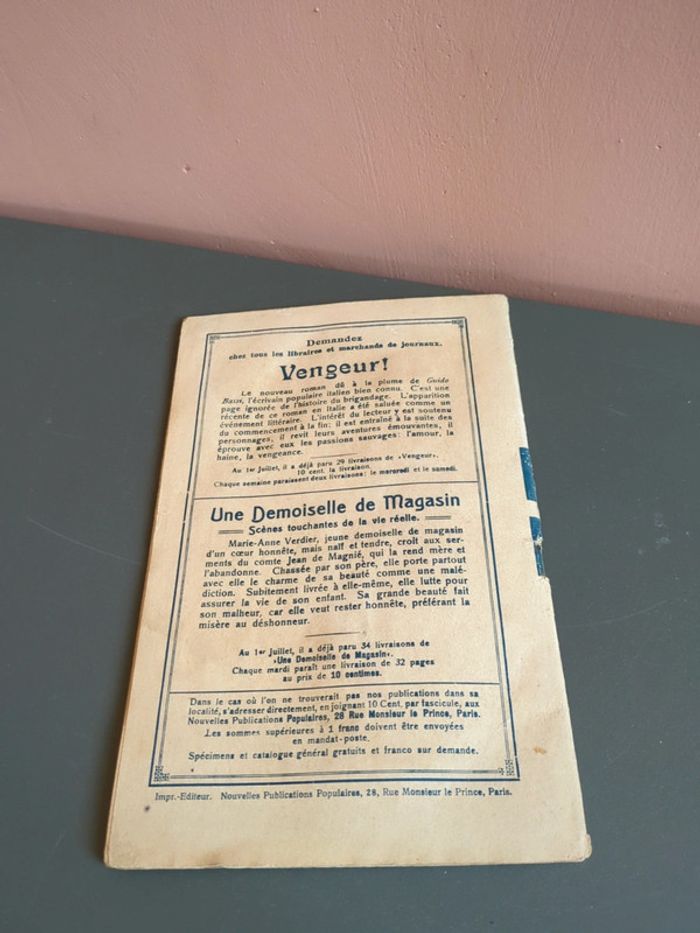 Demandez
chez tous les libraires et marchands de journaux.
Vengeur!
Le nouveau roman dû à la plume de Guido
Bassi, l'écrivain populaire italien bien connu. C'est une
page ignorée de l'histoire du brigandage. L'apparition
récente de ce roman en Italie a été saluée comme un
événement littéraire. L'intérêt du lecteur y est soutenu
du commencement à la fin; il est entraîné à la suite des
personnages, il revit leurs aventures émouvantes, il
éprouve avec eux les passions sauvages: l'amour, la
haine, la vengeance.
Au 1er Juillet, il a déjà paru 29 livraisons de »Vengeur«.
10 cent. la livraison.
Chaque semaine paraissent deux livraisons: le mercredi et le samedi.
Une Demoiselle de Magasin
Scènes touchantes de la vie réelle.
Marie-Anne Verdier, jeune demoiselle de magasin
d'un cœur honnête, mais naïf et tendre, croit aux ser-
ments du comte Jean de Magnié, qui la rend mère et
l'abandonne. Chassée par son père, elle porte partout
avec elle le charme de sa beauté comme une malé-
diction. Subitement livrée à elle-même, elle lutte pour
assurer la vie de son enfant. Sa grande beauté fait
son malheur, car elle veut rester honnête, préférant la
misère au déshonneur.
Au 1er Juillet, il a déjà paru 34 livraisons de
»Une Demoiselle de Magasin«.
Chaque mardi paraît une livraison de 32 pages
au prix de 10 centimes.
Dans le cas où l'on ne trouverait pas nos publications dans sa
localité, s'adresser directement, en joignant 10 Cent. par fascicule, aux
Nouvelles Publications Populaires, 28 Rue Monsieur le Prince, Paris.
Les sommes supérieures à 1 franc doivent être envoyées
en mandat-poste.
Spécimens et catalogue général gratuits et franco sur demande.
Impr.-Editeur. Nouvelles Publications Populaires, 28, Rue Monsieur le Prince, Paris.